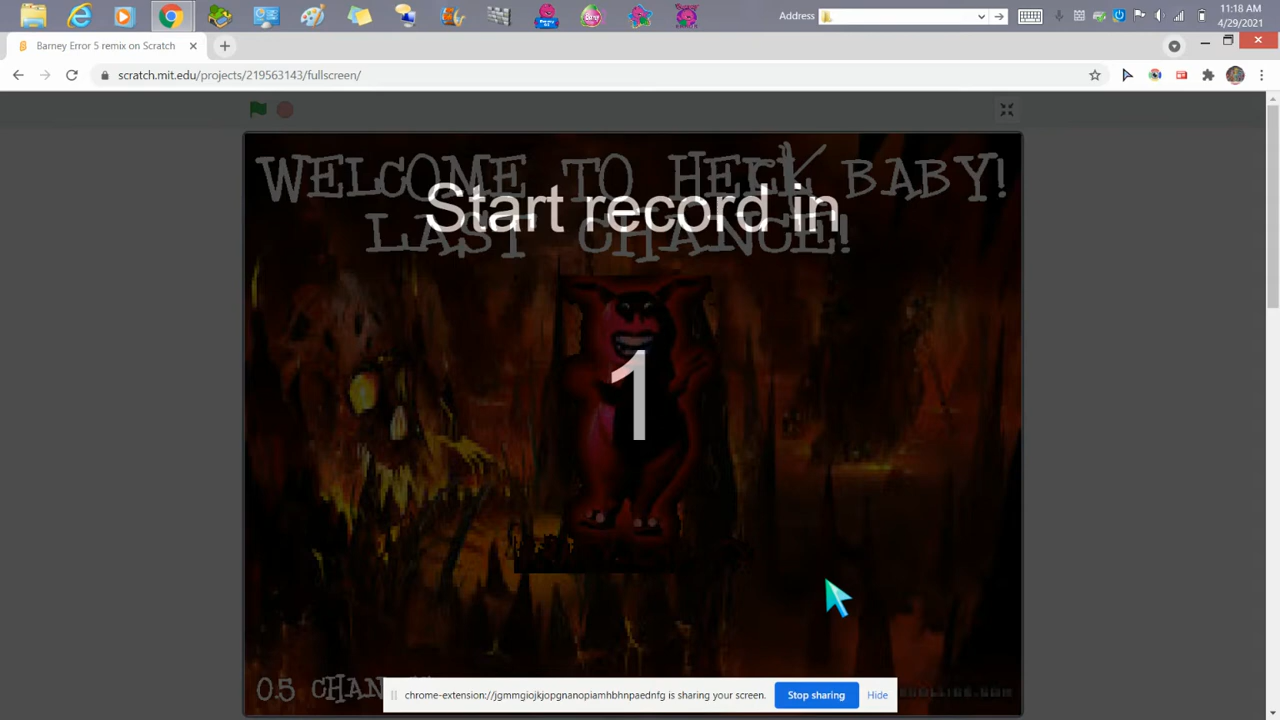 Address
11:18 AM
4/29/2021
Barney Error 5 remix on Scratch
scratch.mit.edu/projects/219563143/fullscreen/
WELCOME TO HECK BABY!
Start record in
LAST CHANCE!
1
0.5 CHAN
chrome-extension://jgmmgiojkjopgnanopiamhbhnpaednfg is sharing your screen.
Stop sharing
Hide